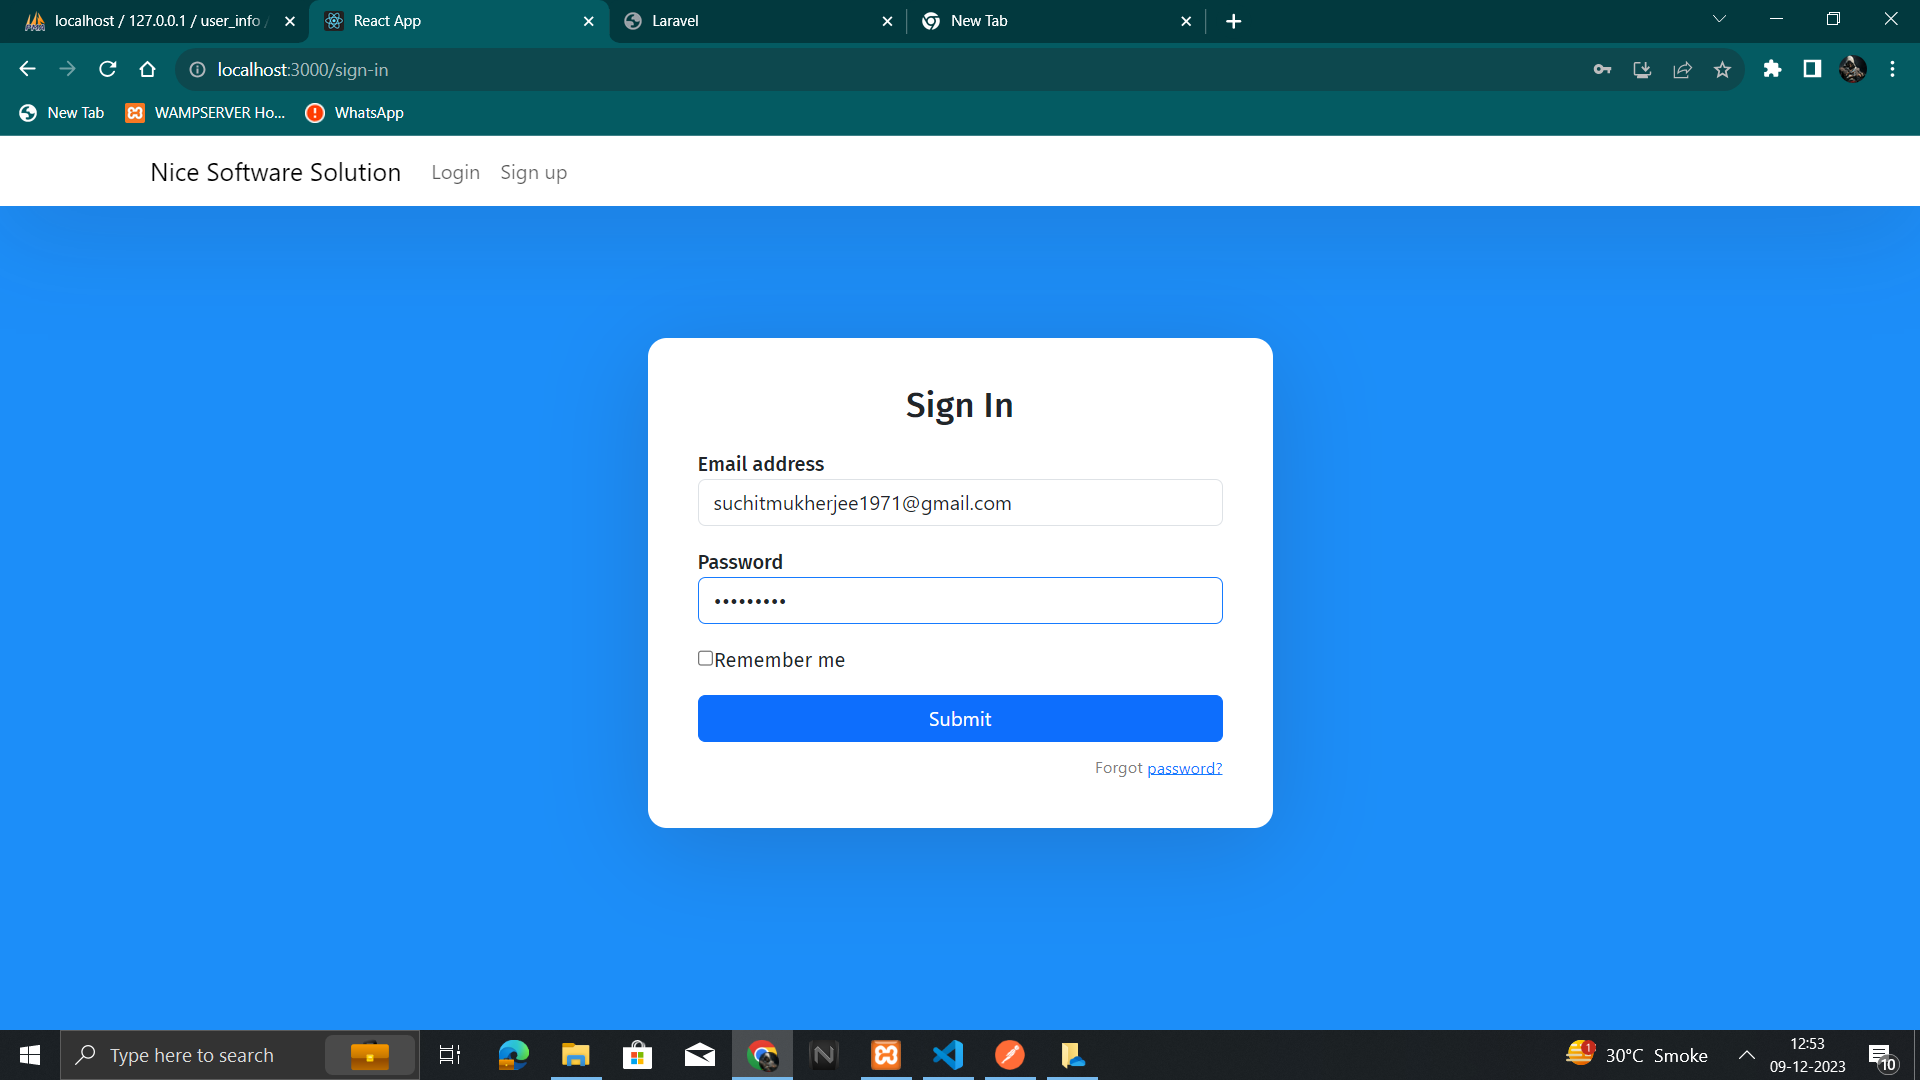 localhost / 127.0.0.1 / user_info /
React App
Laravel
New Tab
localhost:3000/sign-in
New Tab
WAMPSERVER Ho...
WhatsApp
Nice Software Solution
Login
Sign up
Sign In
Email address
suchitmukherjee1971@gmail.com
Password
•••••••••
Remember me
Submit
Forgot password?
Type here to search
1
30°C Smoke
12:53
09-12-2023
10